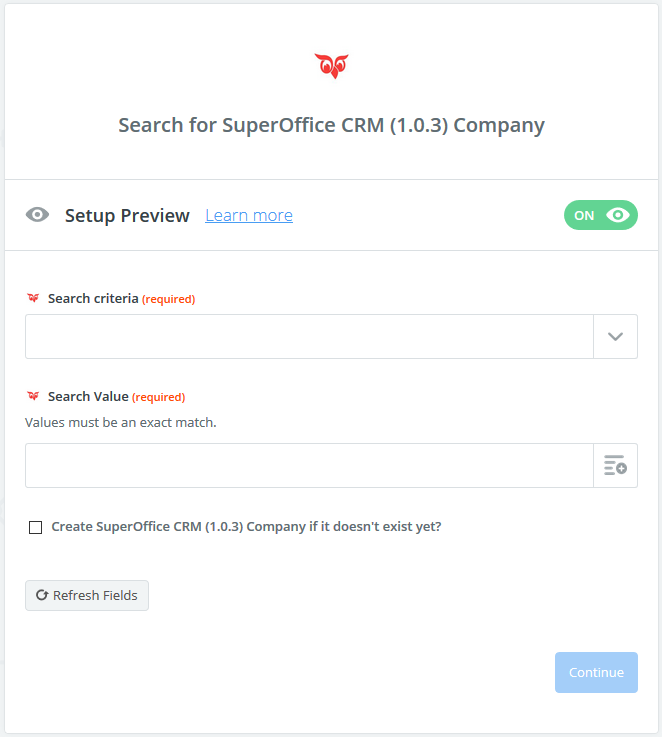 Search for SuperOffice CRM (1.0.3) Company
Setup Preview Learn more ON
Search criteria (required)
Search Value (required)
Values must be an exact match.
Create SuperOffice CRM (1.0.3) Company if it doesn't exist yet?
Refresh Fields
Continue